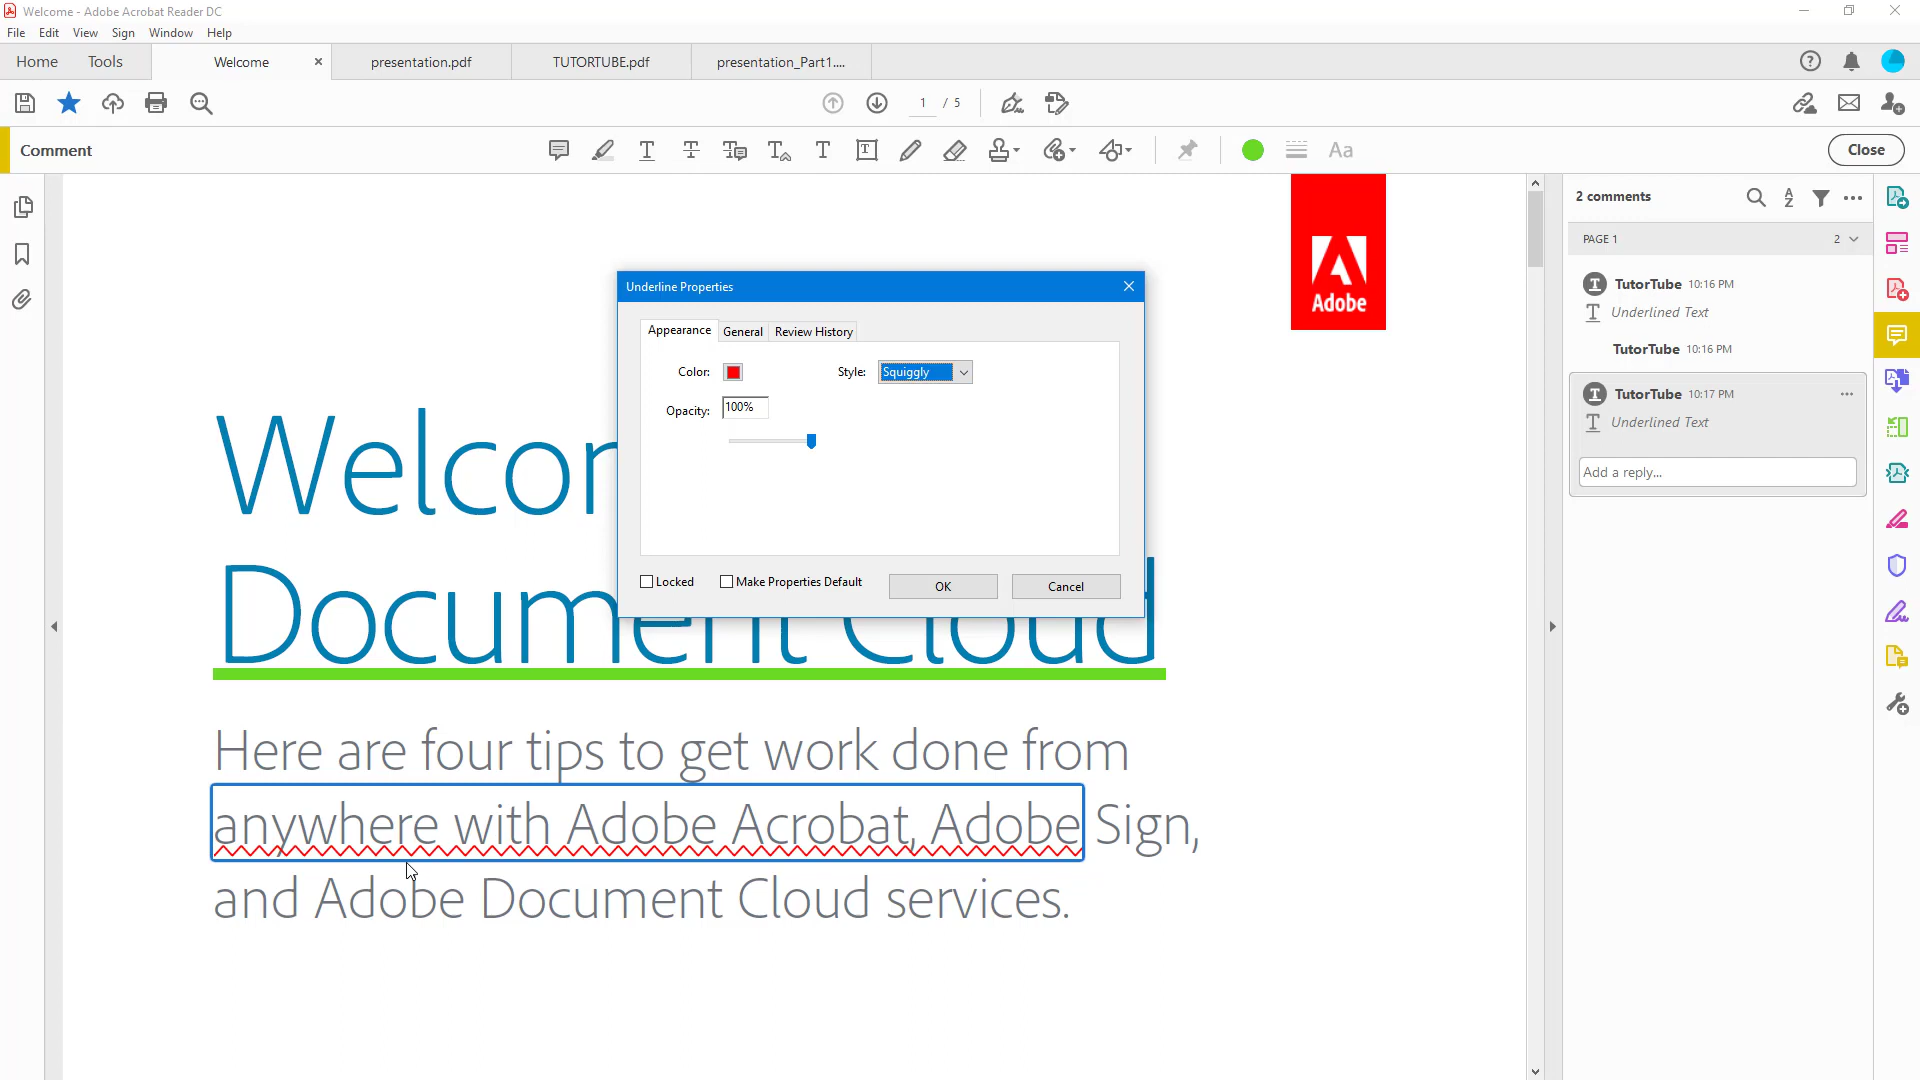 Welcome - Adobe Acrobat Reader DC
File Edit View Sign Window Help
Home Tools Welcome presentation.pdf TUTORTUBE.pdf presentation_Part1....
1 / 5
Comment Aa Close
2 comments
PAGE 1 2
TutorTube 10:16 PM
Underlined Text
TutorTube 10:16 PM
TutorTube 10:17 PM
Underlined Text
Add a reply...
Adobe
Underline Properties
Appearance General Review History
Color: Style: Squiggly
Opacity: 100%
Locked Make Properties Default OK Cancel
Document Cloud
Here are four tips to get work done from
anywhere with Adobe Acrobat, Adobe Sign,
and Adobe Document Cloud services.